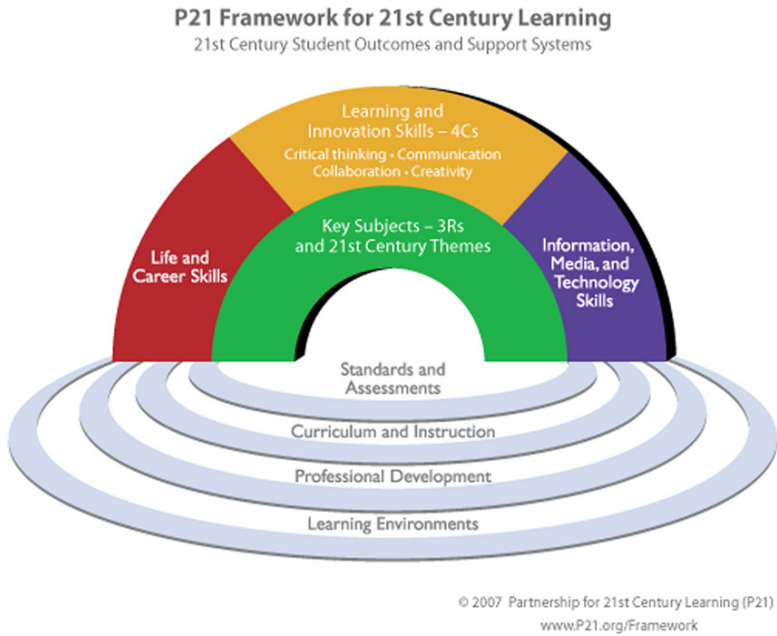 P21 Framework for 21st Century Learning
21st Century Student Outcomes and Support Systems
Learning and
Innovation Skills – 4Cs
Critical thinking • Communication
Collaboration • Creativity
Key Subjects – 3Rs
and 21st Century Themes
Life and
Career Skills
Information,
Media, and
Technology
Skills
Standards and
Assessments
Curriculum and Instruction
Professional Development
Learning Environments
© 2007 Partnership for 21st Century Learning (P21)
www.P21.org/Framework